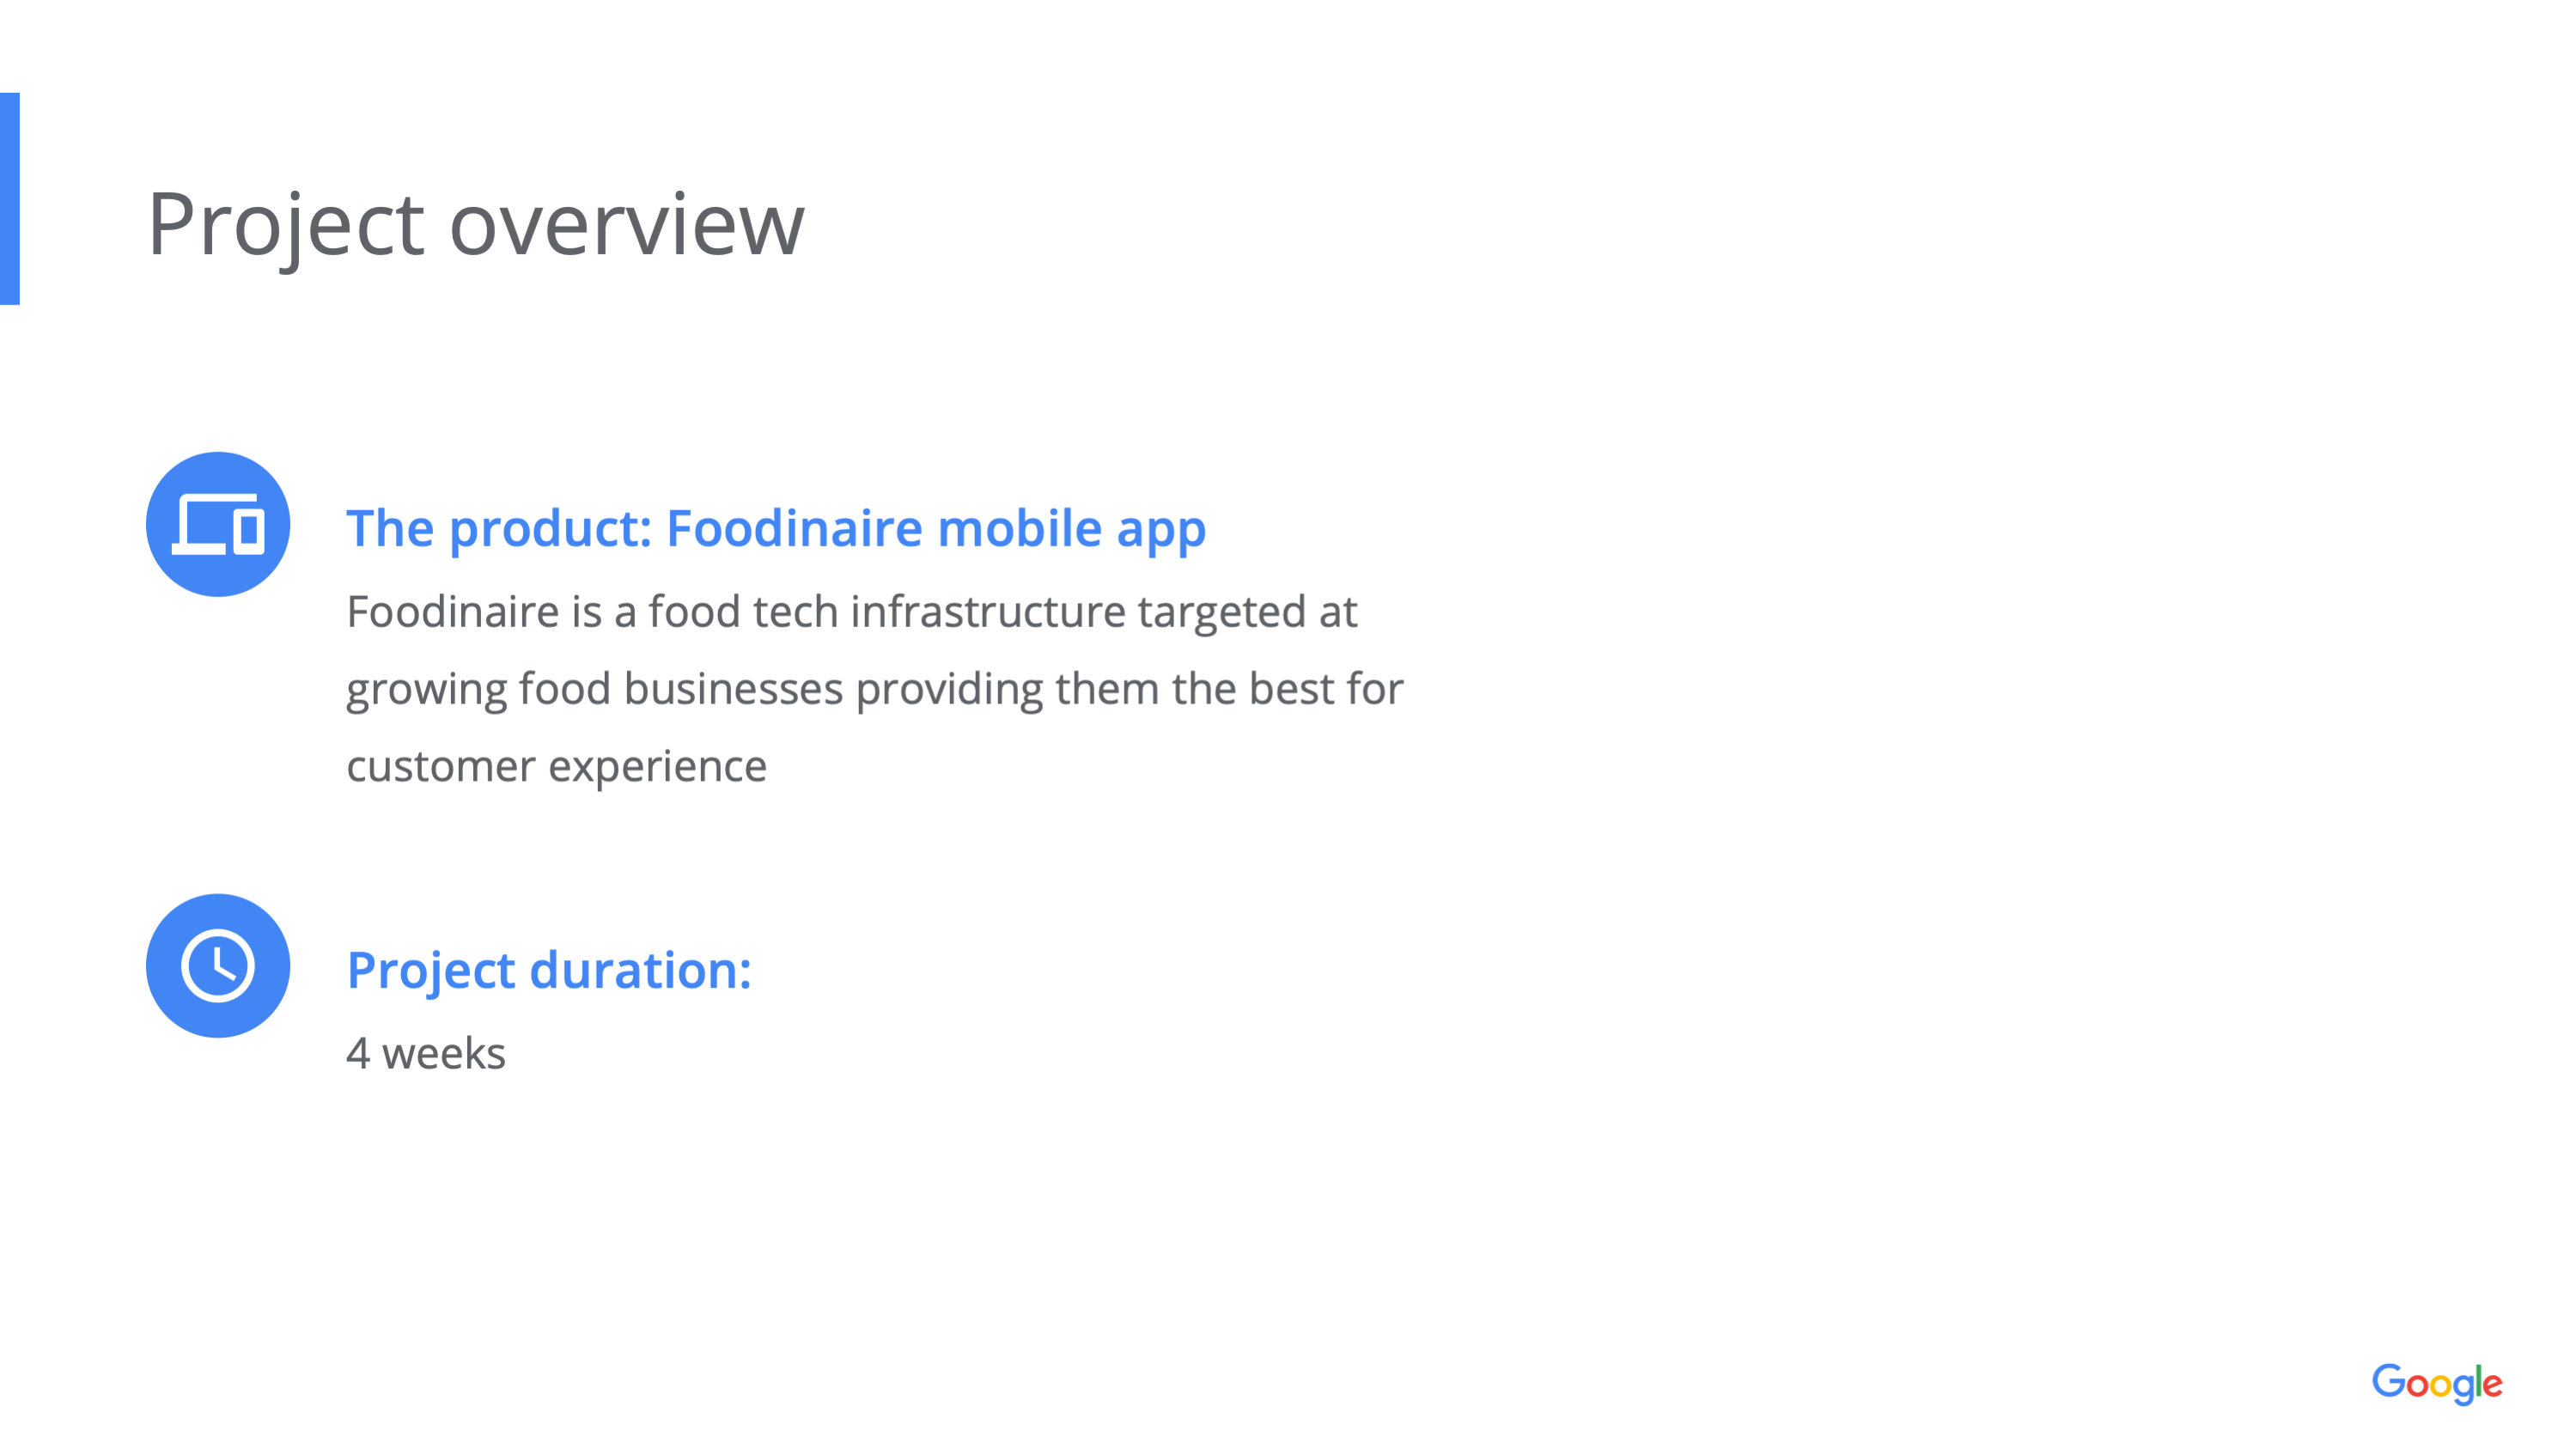 Project overview
The product: Foodinaire mobile app
Foodinaire is a food tech infrastructure targeted at
growing food businesses providing them the best for
customer experience
Project duration:
4 weeks
Google